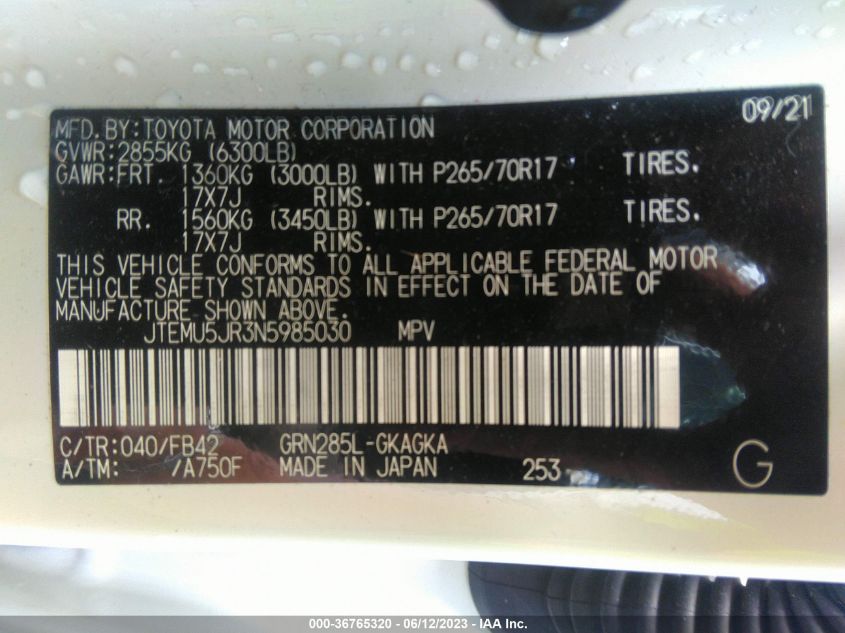 09/21
MFD.BY:TOYOTA MOTOR CORPORATION
GVWR:2855KG (6300LB)
GAWR:FRT. 1360KG (3000LB) WITH P265/70R17 TIRES.
17X7J RIMS.
RR. 1560KG (3450LB) WITH P265/70R17 TIRES.
17X7J RIMS.
THIS VEHICLE CONFORMS TO ALL APPLICABLE FEDERAL MOTOR
VEHICLE SAFETY STANDARDS IN EFFECT ON THE DATE OF
MANUFACTURE SHOWN ABOVE.
JTEMU5JR3N5985030 MPV
C/TR:040/FB42 GRN285L-GKAGKA
A/TM: /A750F MADE IN JAPAN 253 G
000-36765320 - 06/12/2023 - IAA Inc.